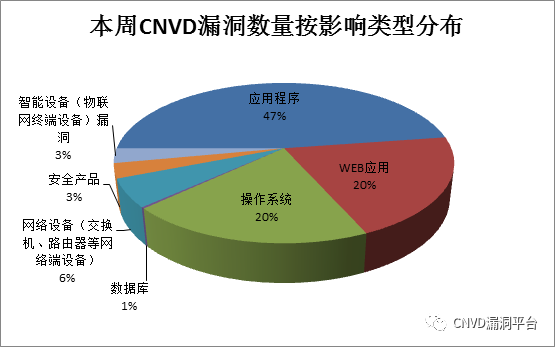 本周CNVD漏洞数量按影响类型分布
应用程序
47%
WEB应用
20%
操作系统
20%
数据库
1%
网络设备（交换
机、路由器等网
络端设备）
6%
安全产品
3%
智能设备（物联
网终端设备）漏
洞
3%
CNVD漏洞平台